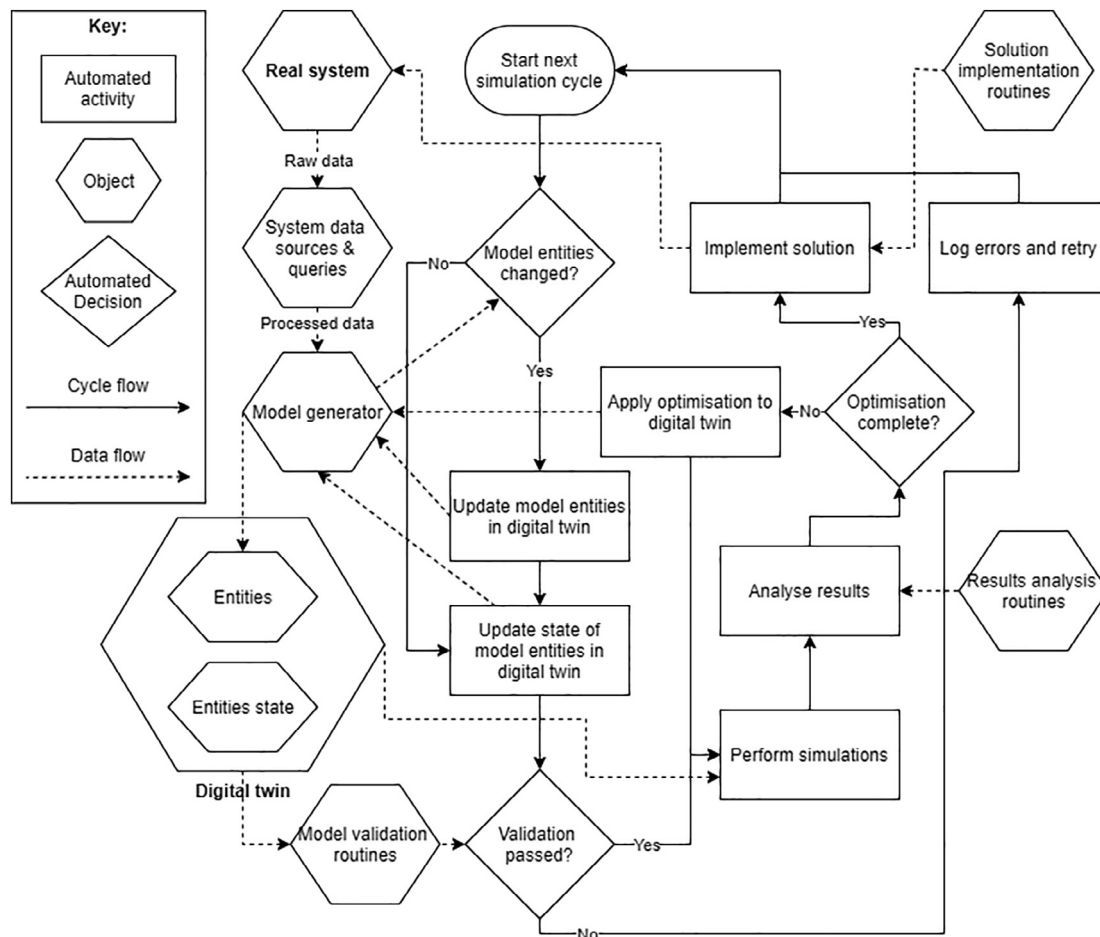 Key:
Automated
activity
Object
Automated
Decision
Cycle flow
Data flow
Real system
Raw data
System data
sources &
queries
Processed data
Model generator
Entities
Entities state
Digital twin
Model validation
routines
Start next
simulation cycle
Model entities
changed?
No
Yes
Update model entities
in digital twin
Update state of
model entities in
digital twin
Validation
passed?
Yes
No
Solution
implementation
routines
Implement solution
Log errors and retry
Yes
Optimisation
complete?
No
Apply optimisation to
digital twin
Analyse results
Results analysis
routines
Perform simulations